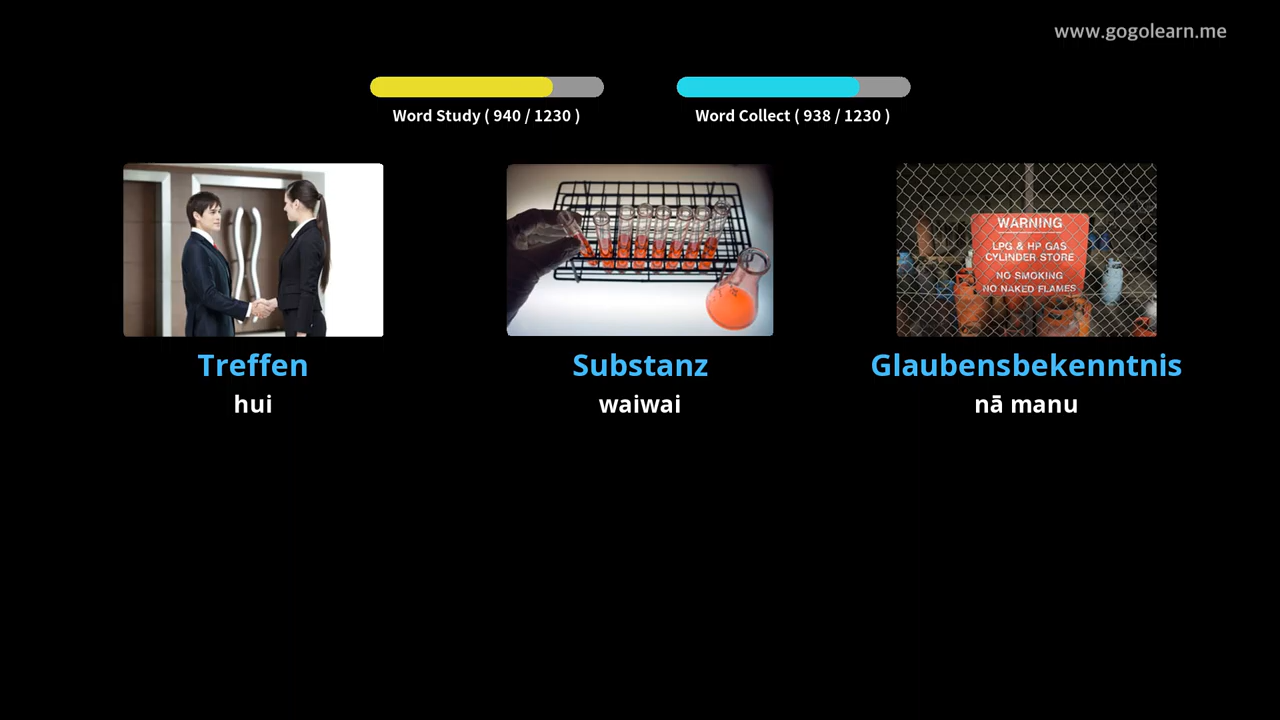 www.gogolearn.me
Word Study ( 940 / 1230 )
Word Collect ( 938 / 1230 )
WARNING
LPG & HP GAS
CYLINDER STORE
NO SMOKING
NO NAKED FLAMES
Treffen
Substanz
Glaubensbekenntnis
hui
waiwai
nā manu